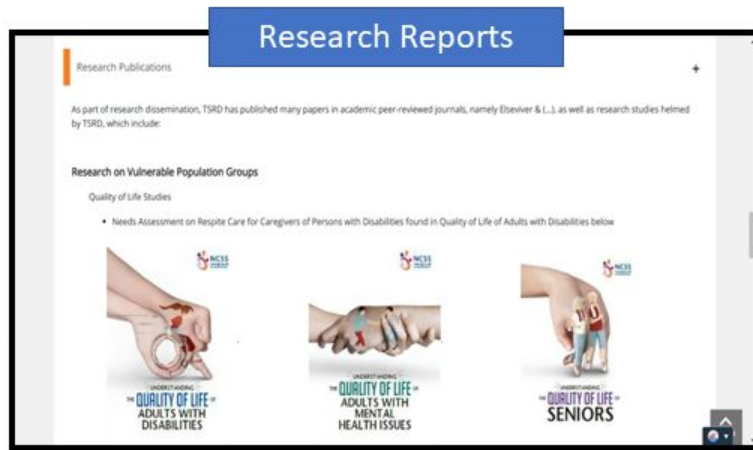 Research Reports
Research Publications
+
As part of research dissemination, TSRD has published many papers in academic peer-reviewed journals, namely Elseviver & (...), as well as research studies helmed
by TSRD, which include:
Research on Vulnerable Population Groups
Quality of Life Studies
• Needs Assessment on Respite Care for Caregivers of Persons with Disabilities found in Quality of Life of Adults with Disabilities below
NCSS
NCSS
NCSS
UNDERSTANDING
THE QUALITY OF LIFE OF
ADULTS WITH
DISABILITIES
UNDERSTANDING
THE QUALITY OF LIFE OF
ADULTS WITH
MENTAL
HEALTH ISSUES
UNDERSTANDING
THE QUALITY OF LIFE OF
SENIORS